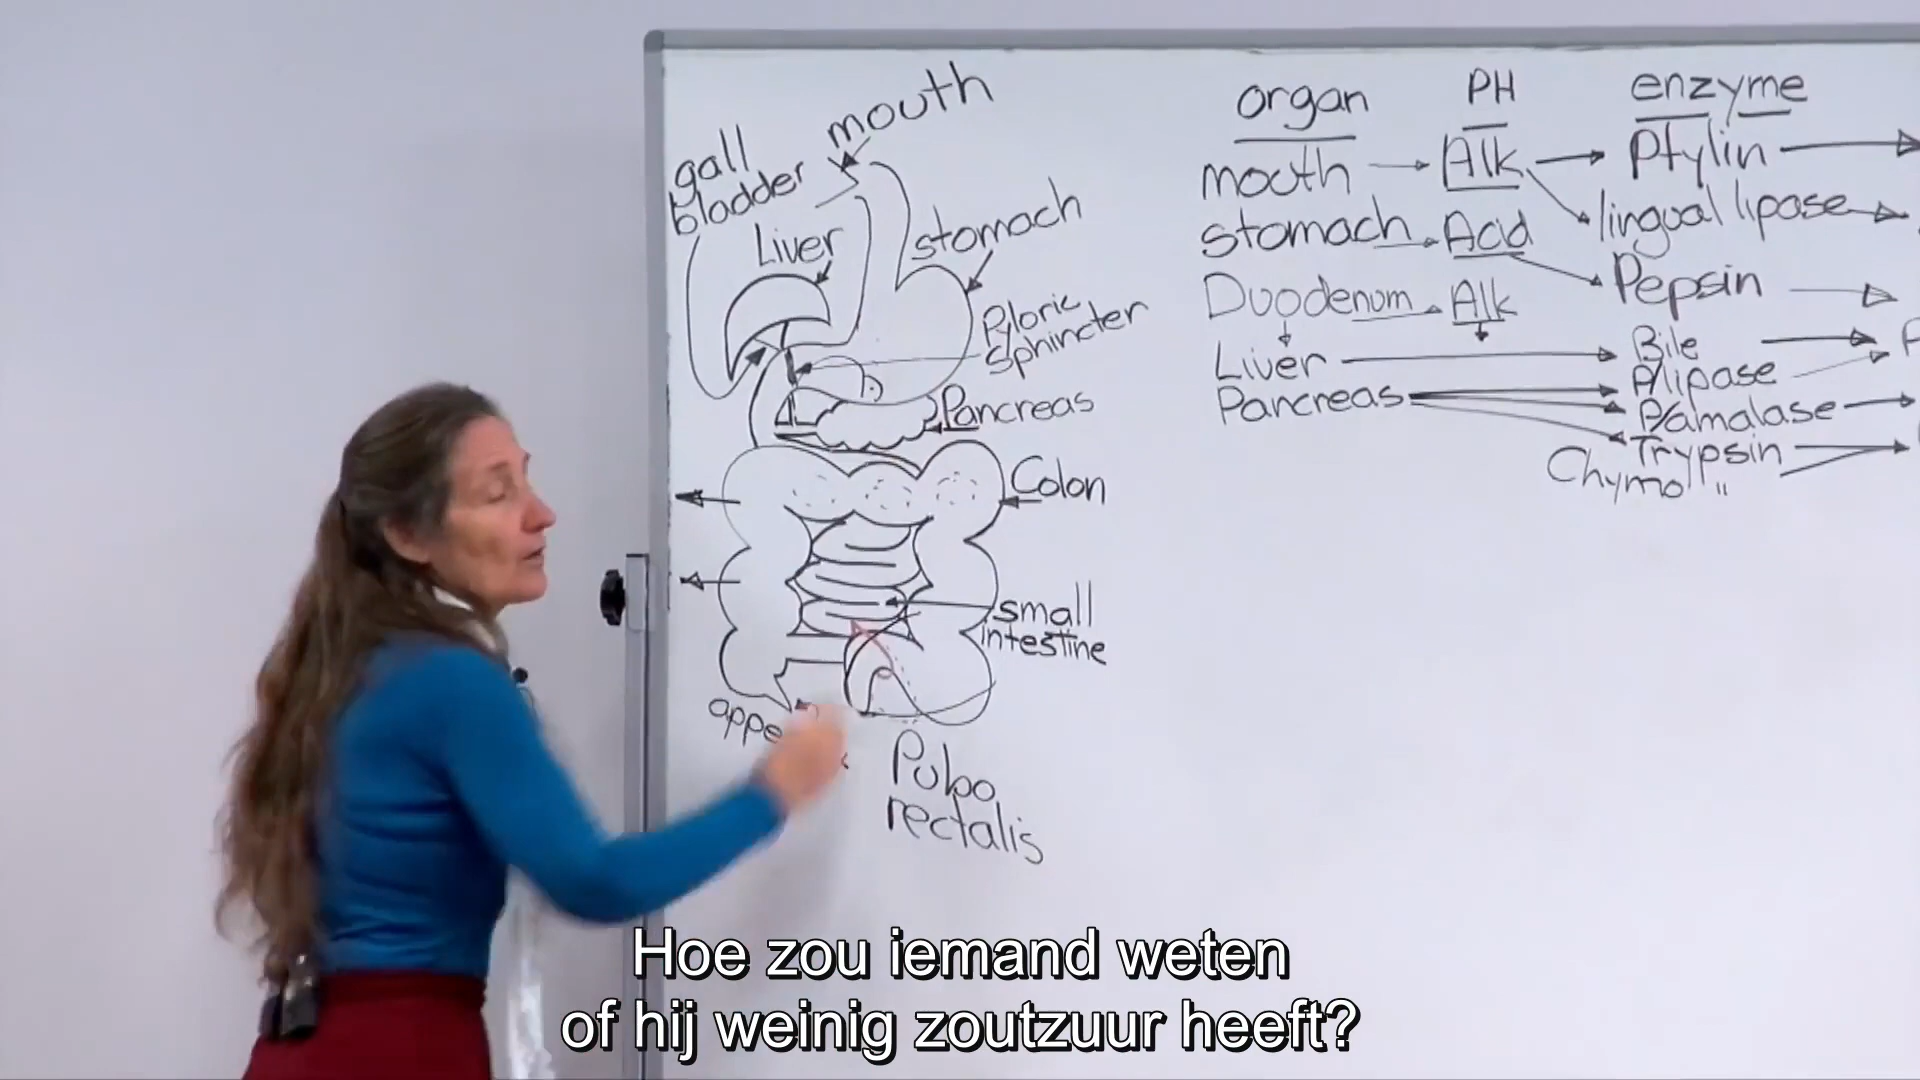 mouth
gall
bladder
Liver
stomach
Pyloric
Sphincter
Pancreas
Colon
small
intestine
appe
Pubo
rectalis
organ PH enzyme
mouth Alk Ptylin
lingual lipase
stomach Acid Pepsin
Duodenum Alk
Liver Bile
P/lipase
Pancreas P/amalase
Trypsin
Chymo "
Hoe zou iemand weten
of hij weinig zoutzuur heeft?